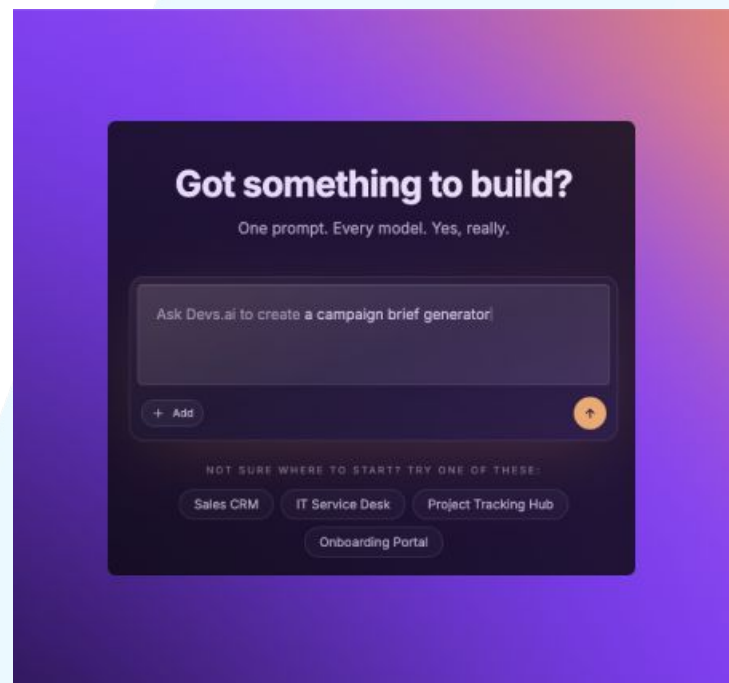 Got something to build?
One prompt. Every model. Yes, really.
Ask Devs.ai to create a campaign brief generator
+ Add
NOT SURE WHERE TO START? TRY ONE OF THESE:
Sales CRM IT Service Desk Project Tracking Hub
Onboarding Portal